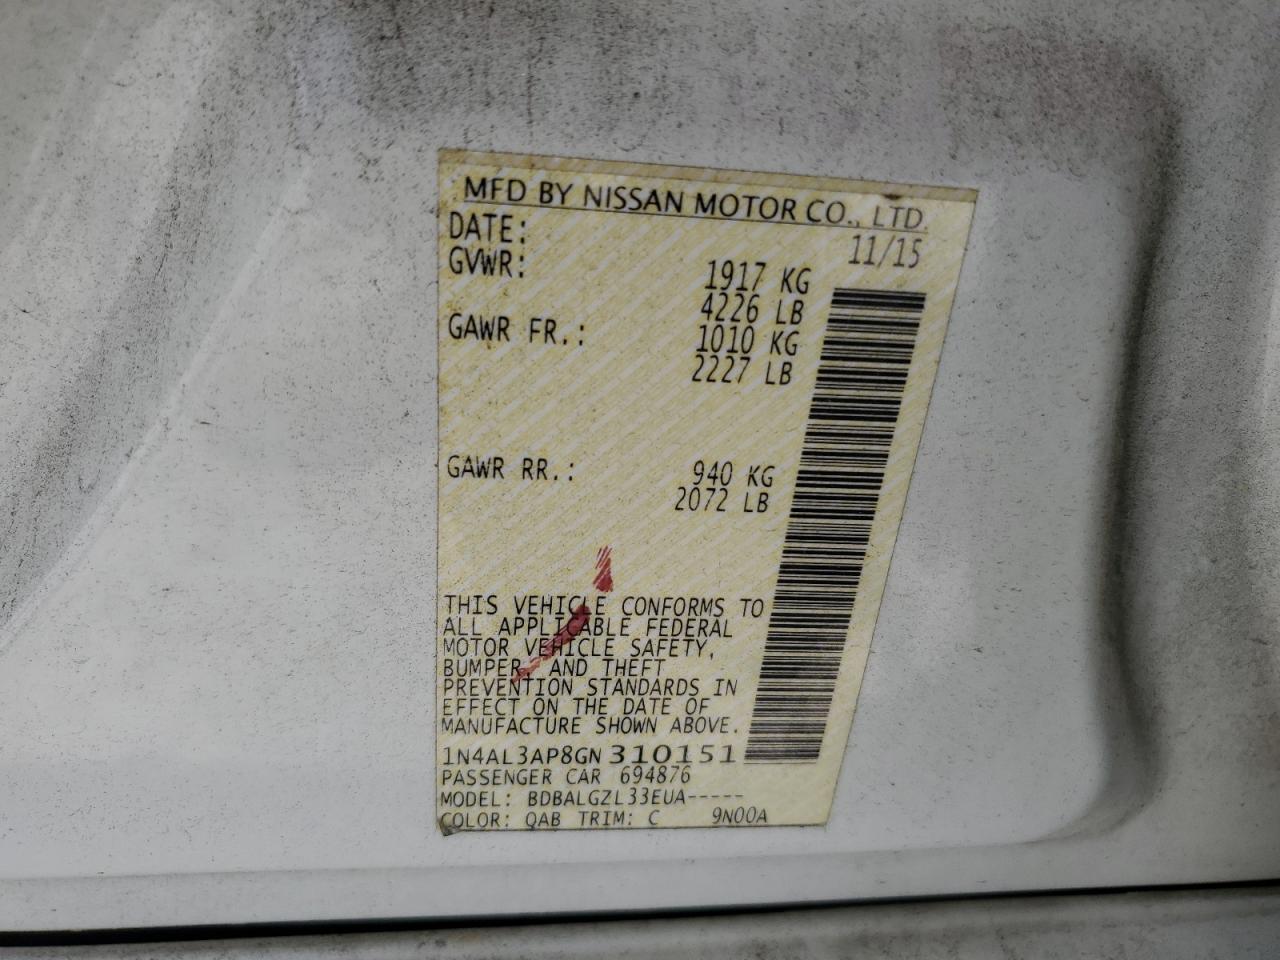 MFD BY NISSAN MOTOR CO., LTD.
DATE: 11/15
GVWR: 1917 KG
4226 LB
GAWR FR.: 1010 KG
2227 LB
GAWR RR.: 940 KG
2072 LB
THIS VEHICLE CONFORMS TO
ALL APPLICABLE FEDERAL
MOTOR VEHICLE SAFETY,
BUMPER, AND THEFT
PREVENTION STANDARDS IN
EFFECT ON THE DATE OF
MANUFACTURE SHOWN ABOVE.
1N4AL3AP8GN310151
PASSENGER CAR 694876
MODEL: BDBALGZL33EUA-----
COLOR: QAB TRIM: C 9N00A